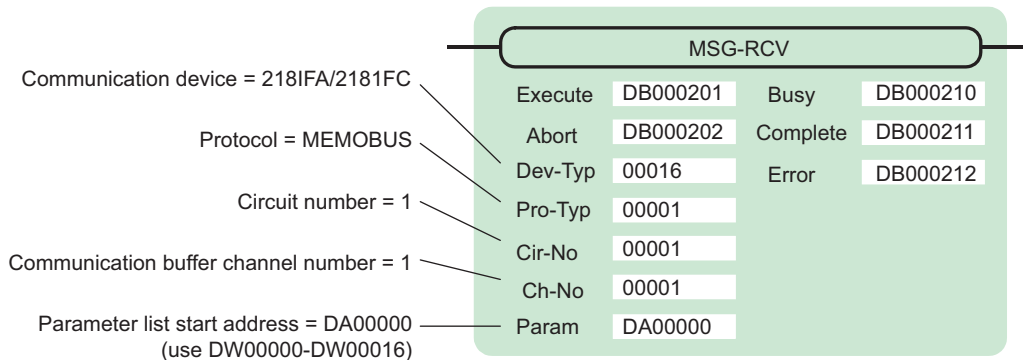 MSG-RCV
Communication device = 218IFA/2181FC
Protocol = MEMOBUS
Circuit number = 1
Communication buffer channel number = 1
Parameter list start address = DA00000
(use DW00000-DW00016)
Execute DB000201 Busy DB000210
Abort DB000202 Complete DB000211
Dev-Typ 00016 Error DB000212
Pro-Typ 00001
Cir-No 00001
Ch-No 00001
Param DA00000